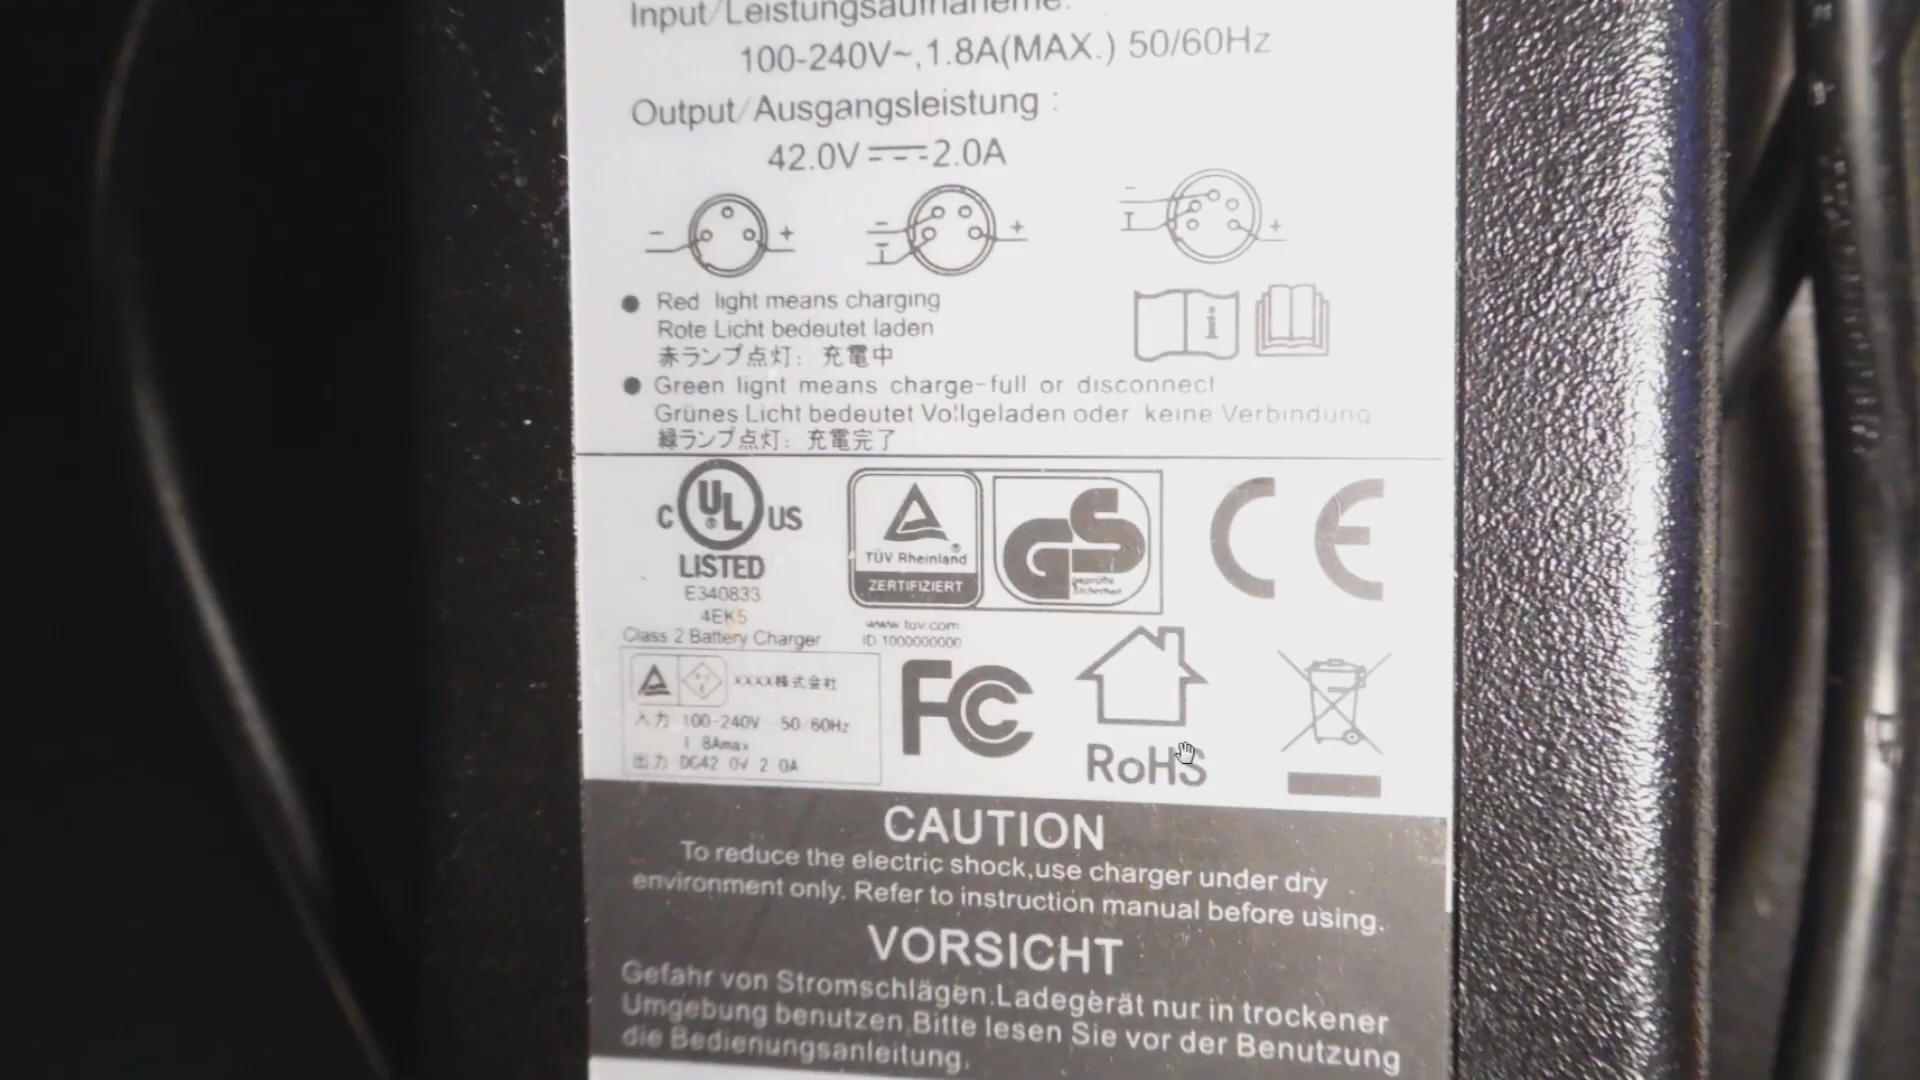 Input/Leistungsaufnaheme:
100-240V~,1.8A(MAX.) 50/60Hz
Output/Ausgangsleistung :
42.0V⎓2.0A
- +
- I +
- I +
● Red light means charging
Rote Licht bedeutet laden
赤ランプ点灯: 充電中
● Green light means charge-full or disconnect
Grünes Licht bedeutet Vollgeladen oder keine Verbindung
緑ランプ点灯: 充電完了
C UL ® US
LISTED
E340833
4EK5
Class 2 Battery Charger
TÜV Rheinland ®
ZERTIFIZIERT
www.tuv.com
ID 1000000000
GS
geprüfte
Sicherheit
CE
XXXX株式会社
入力 100-240V 50/60Hz
1.8Amax
出力 DC42.0V 2.0A
FC
RoHS
CAUTION
To reduce the electric shock,use charger under dry
environment only. Refer to instruction manual before using.
VORSICHT
Gefahr von Stromschlägen.Ladegerät nur in trockener
Umgebung benutzen.Bitte lesen Sie vor der Benutzung
die Bedienungsanleitung.